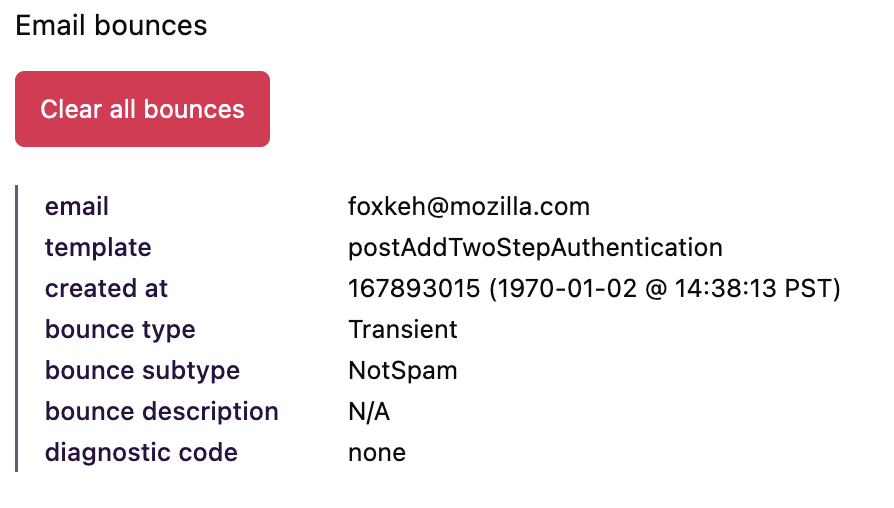 Email bounces
Clear all bounces
email foxkeh@mozilla.com
template postAddTwoStepAuthentication
created at 167893015 (1970-01-02 @ 14:38:13 PST)
bounce type Transient
bounce subtype NotSpam
bounce description N/A
diagnostic code none